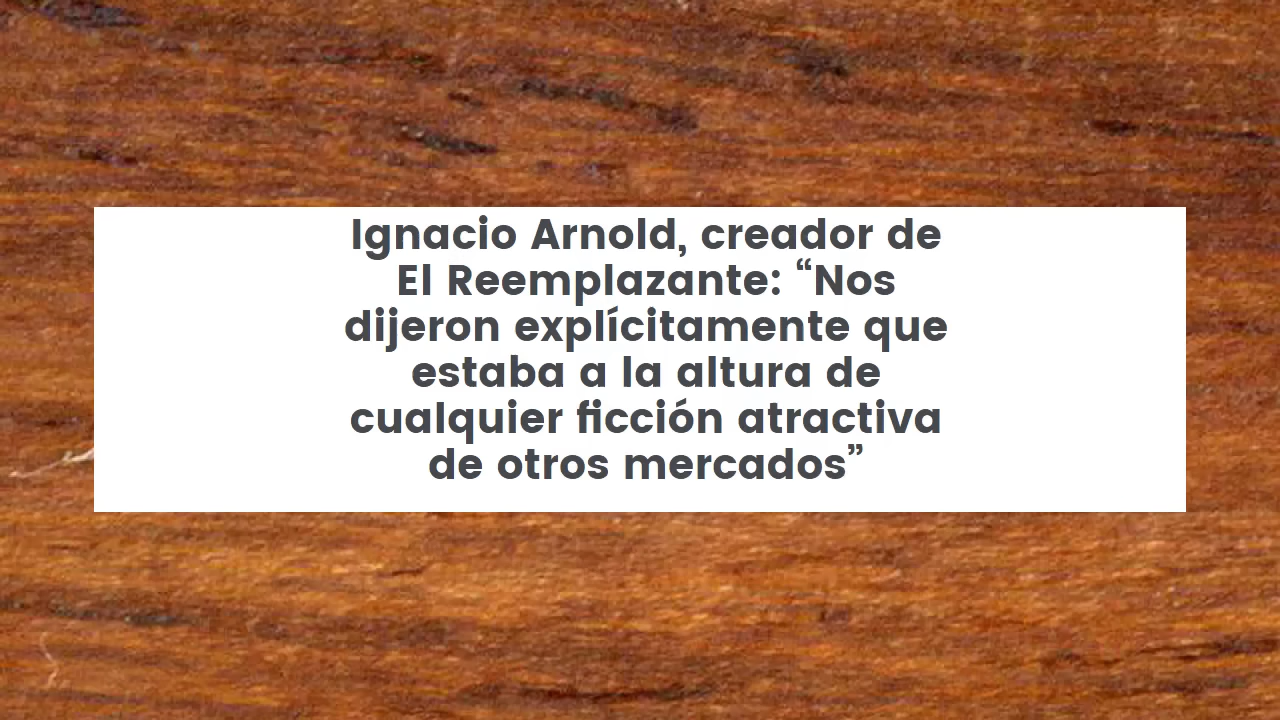 Ignacio Arnold, creador de
El Reemplazante: “Nos
dijeron explícitamente que
estaba a la altura de
cualquier ficción atractiva
de otros mercados”